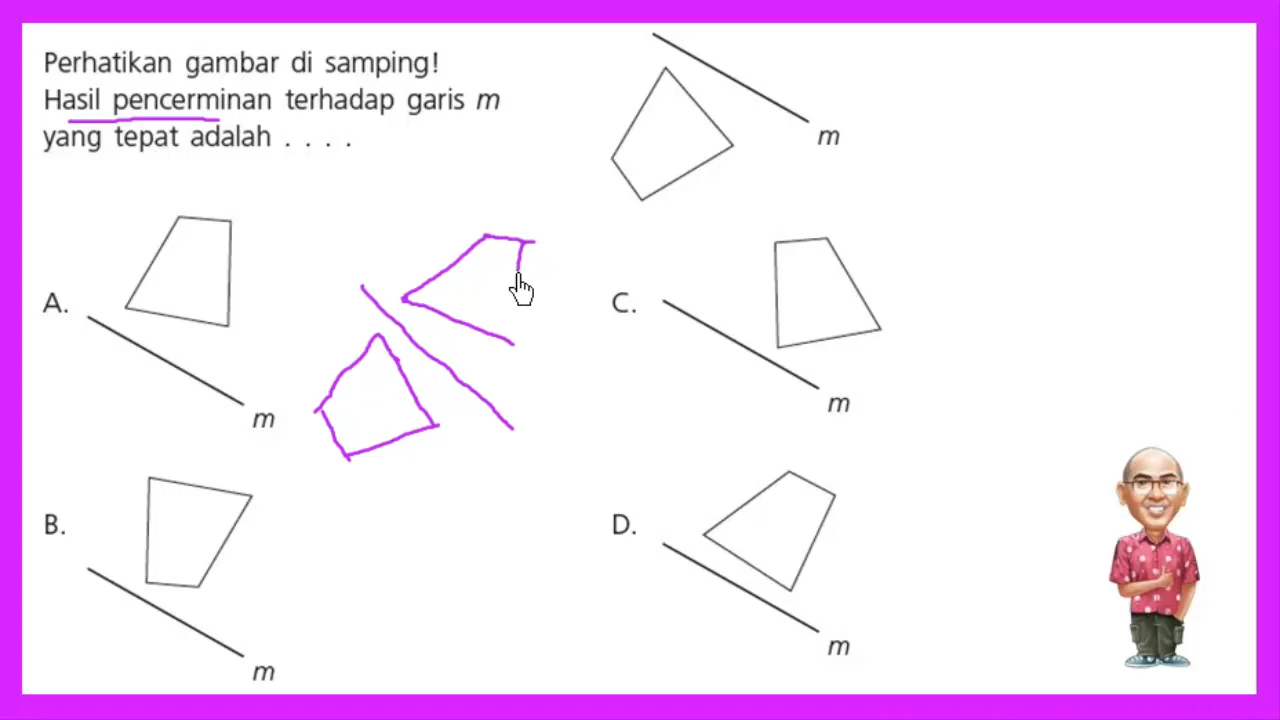 Perhatikan gambar di samping!
Hasil pencerminan terhadap garis m
yang tepat adalah . . . .
m
A.
m
B.
m
C.
m
D.
m